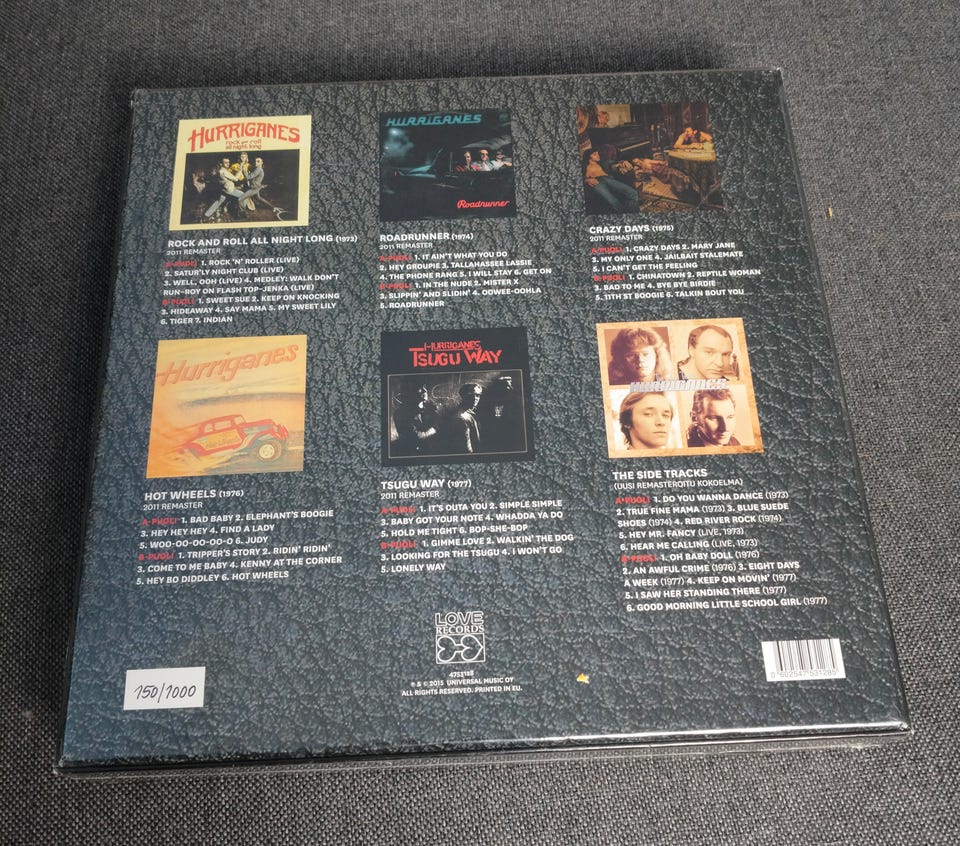 HURRIGANES
rock and roll
all night long
ROCK AND ROLL ALL NIGHT LONG (1973)
2011 REMASTER
A-PUOLI 1. ROCK 'N' ROLLER (LIVE)
2. SATUR'LY NIGHT CLUB (LIVE)
3. WELL, OOH (LIVE) 4. MEDLEY: WALK DON'T
RUN-ROY ON FLASH TOP-JENKA (LIVE)
B-PUOLI 1. SWEET SUE 2. KEEP ON KNOCKING
3. HIDEAWAY 4. SAY MAMA 5. MY SWEET LILY
6. TIGER 7. INDIAN
HURRIGANES
Roadrunner
ROADRUNNER (1974)
2011 REMASTER
A-PUOLI 1. IT AIN'T WHAT YOU DO
2. HEY GROUPIE 3. TALLAHASSEE LASSIE
4. THE PHONE RANG 5. I WILL STAY 6. GET ON
B-PUOLI 1. IN THE NUDE 2. MISTER X
3. SLIPPIN' AND SLIDIN' 4. OOWEE-OOHLA
5. ROADRUNNER
CRAZY DAYS (1975)
2011 REMASTER
A-PUOLI 1. CRAZY DAYS 2. MARY JANE
3. MY ONLY ONE 4. JAILBAIT STALEMATE
5. I CAN'T GET THE FEELING
B-PUOLI 1. CHINATOWN 2. REPTILE WOMAN
3. BAD TO ME 4. BYE BYE BIRDIE
5. 11TH ST BOOGIE 6. TALKIN BOUT YOU
Hurriganes
HOT WHEELS (1976)
2011 REMASTER
A-PUOLI 1. BAD BABY 2. ELEPHANT'S BOOGIE
3. HEY HEY HEY 4. FIND A LADY
5. WOO-OO-OO-OO-O 6. JUDY
B-PUOLI 1. TRIPPER'S STORY 2. RIDIN' RIDIN'
3. COME TO ME BABY 4. KENNY AT THE CORNER
5. HEY BO DIDDLEY 6. HOT WHEELS
HURRIGANES
TSUGU WAY
TSUGU WAY (1977)
2011 REMASTER
A-PUOLI 1. IT'S OUTA YOU 2. SIMPLE SIMPLE
3. BABY GOT YOUR NOTE 4. WHADDA YA DO
5. HOLD ME TIGHT 6. BOP-SHE-BOP
B-PUOLI 1. GIMME LOVE 2. WALKIN' THE DOG
3. LOOKING FOR THE TSUGU 4. I WON'T GO
5. LONELY WAY
HURRIGANES
THE SIDE TRACKS
(UUSI REMASTEROITU KOKOELMA)
A-PUOLI 1. DO YOU WANNA DANCE (1973)
2. TRUE FINE MAMA (1973) 3. BLUE SUEDE
SHOES (1974) 4. RED RIVER ROCK (1974)
5. HEY MR. FANCY (LIVE, 1973)
6. HEAR ME CALLING (LIVE, 1973)
B-PUOLI 1. OH BABY DOLL (1976)
2. AN AWFUL CRIME (1976) 3. EIGHT DAYS
A WEEK (1977) 4. KEEP ON MOVIN' (1977)
5. I SAW HER STANDING THERE (1977)
6. GOOD MORNING LITTLE SCHOOL GIRL (1977)
LOVE
RECORDS
4753128
℗ & © 2015 UNIVERSAL MUSIC OY
ALL RIGHTS RESERVED. PRINTED IN EU.
150/1000
0 602547 531285